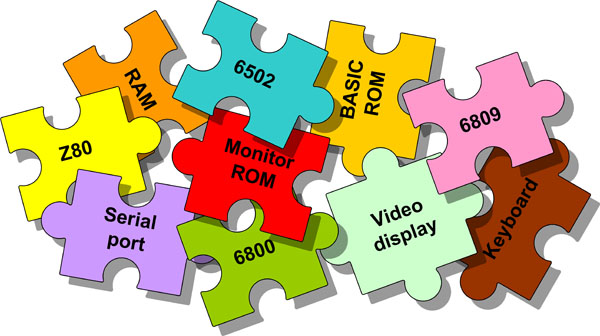 RAM
6502
BASIC
ROM
6809
Z80
Monitor
ROM
Serial
port
6800
Video
display
Keyboard